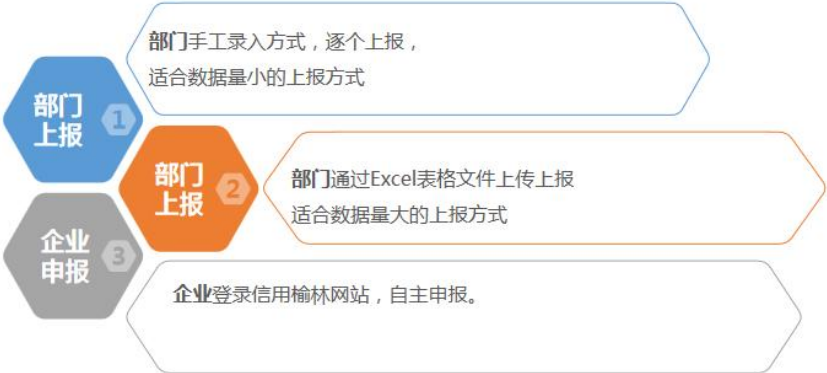 部门手工录入方式，逐个上报，
适合数据量小的上报方式
部门
上报
1
部门
上报
2
部门通过Excel表格文件上传上报
适合数据量大的上报方式
企业
申报
3
企业登录信用榆林网站，自主申报。